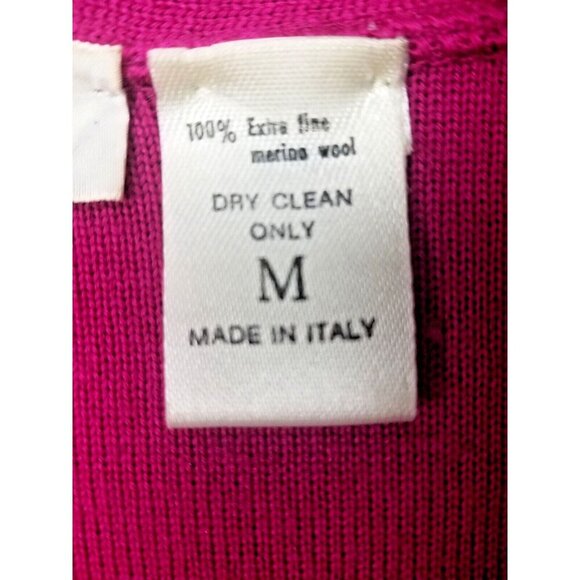 100% Extra fine
merino wool
DRY CLEAN
ONLY
M
MADE IN ITALY